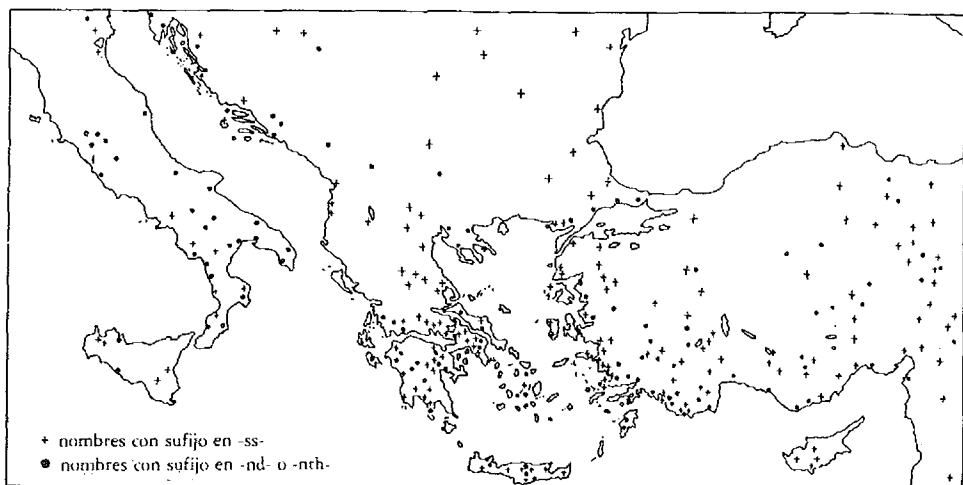 + nombres con sufijo en -ss-
● nombres con sufijo en -nd- o -nth-